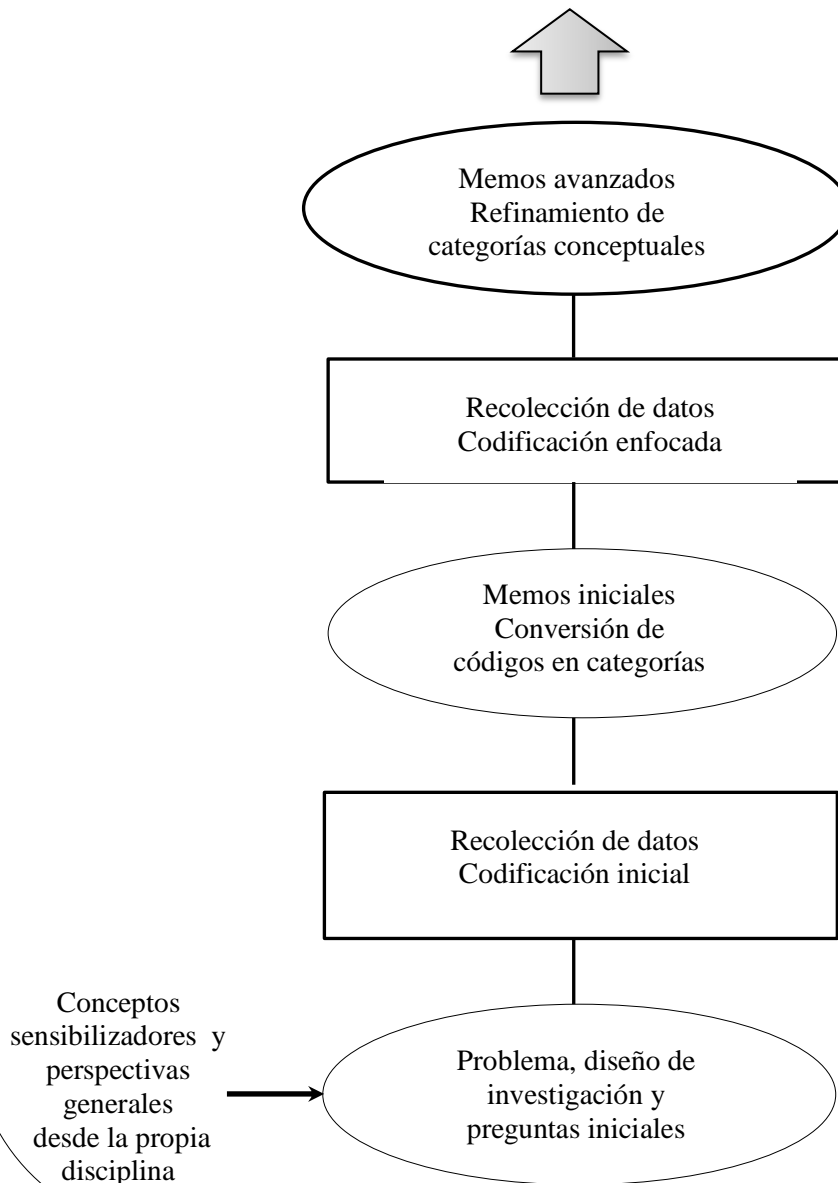 Memos avanzados
Refinamiento de
categorías conceptuales
Recolección de datos
Codificación enfocada
Memos iniciales
Conversión de
códigos en categorías
Recolección de datos
Codificación inicial
Conceptos
sensibilizadores y
perspectivas
generales
desde la propia
disciplina
Problema, diseño de
investigación y
preguntas iniciales